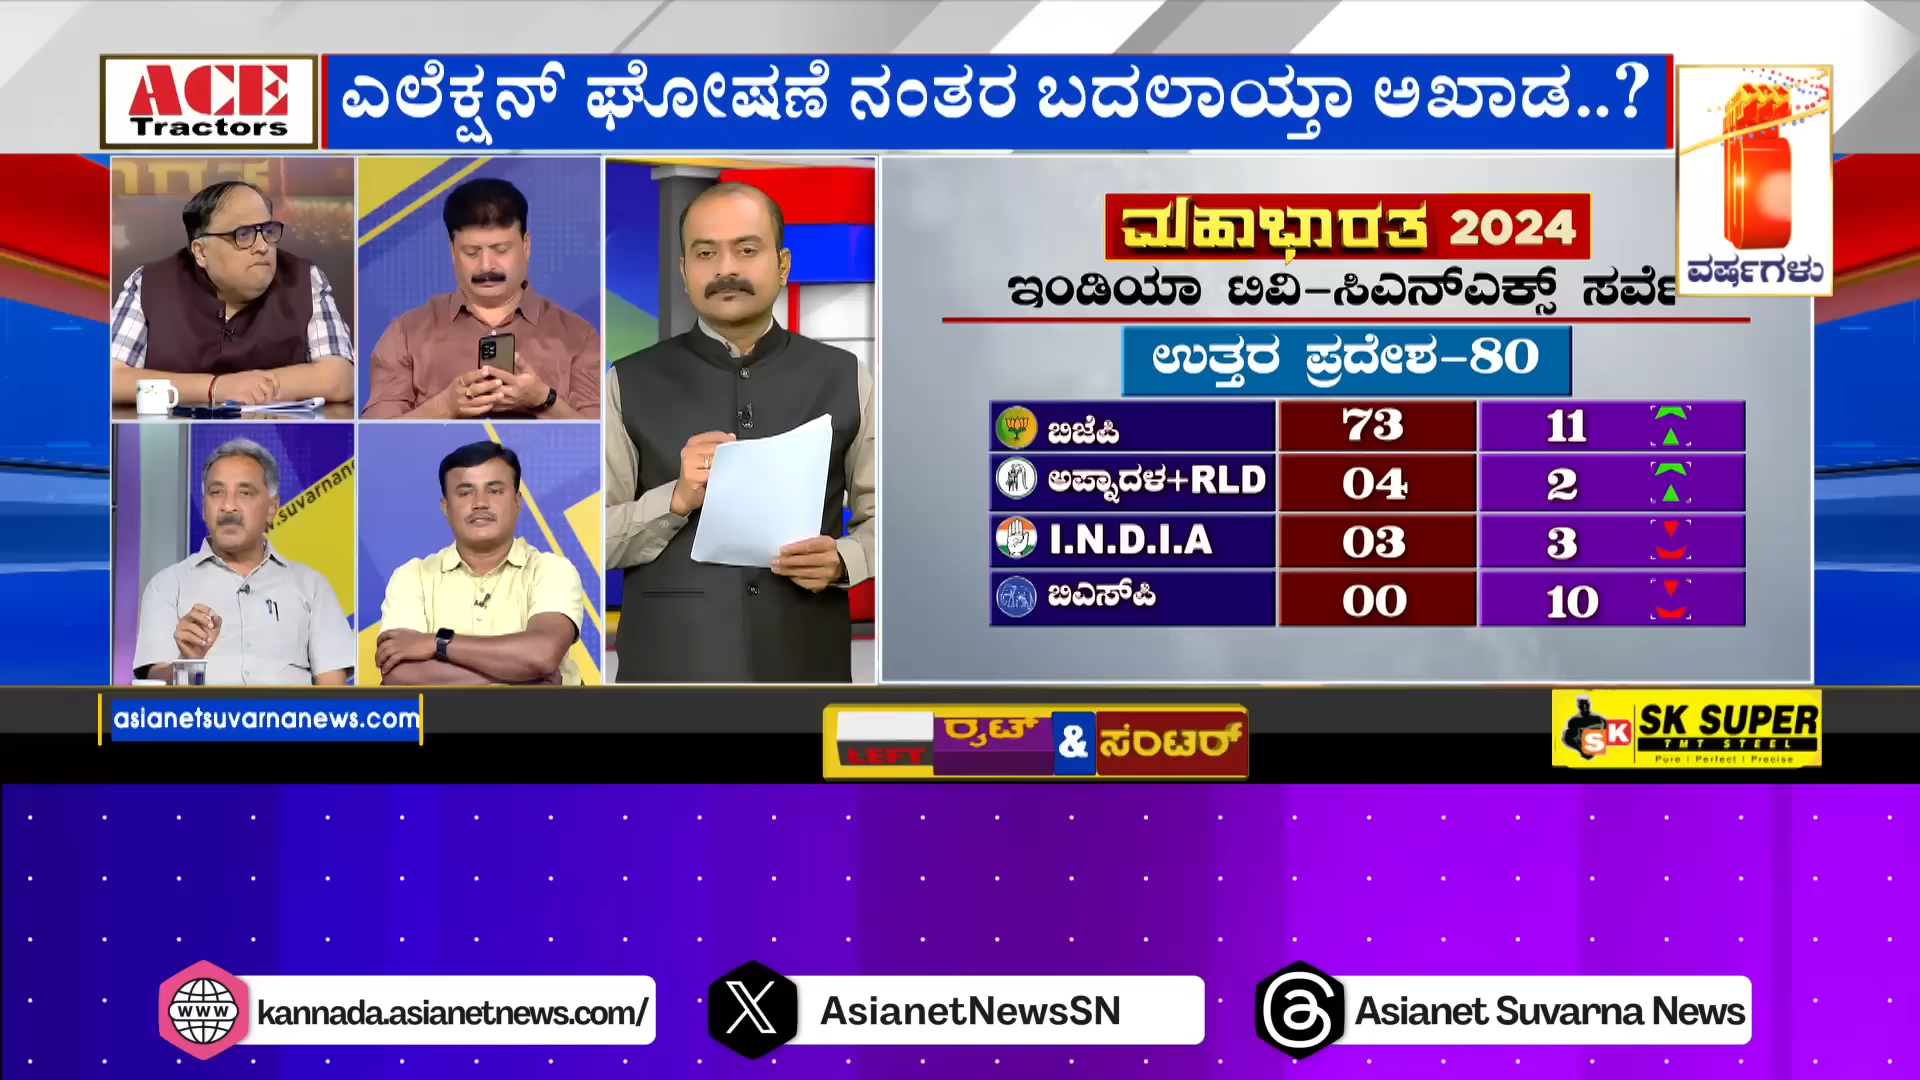 ACE
Tractors
ಎಲೆಕ್ಷನ್ ಘೋಷಣೆ ನಂತರ ಬದಲಾಯ್ತಾ ಅಖಾಡ..?
ವರ್ಷಗಳು
ಮಹಾಭಾರತ 2024
ಇಂಡಿಯಾ ಟಿವಿ-ಸಿಎನ್ಎಕ್ಸ್ ಸರ್ವೆ
ಉತ್ತರ ಪ್ರದೇಶ-80
ಬಿಜೆಪಿ 73 11
ಅಪ್ನಾದಳ+RLD 04 2
I.N.D.I.A 03 3
ಬಿಎಸ್‌ಪಿ 00 10
.suvarna
asianetsuvarnanews.com
LEFT ರೈಟ್ & ಸೆಂಟರ್
SK
SK SUPER
TMT STEEL
Pure | Perfect | Precise
www kannada.asianetnews.com/
X AsianetNewsSN
Asianet Suvarna News